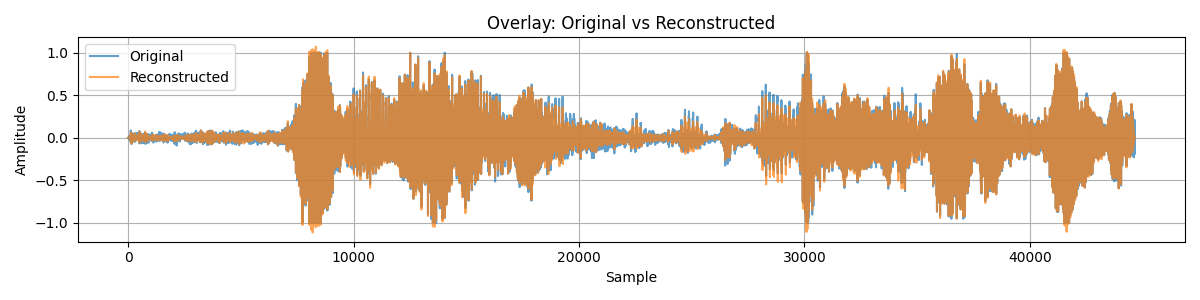 Overlay: Original vs Reconstructed
Original
Reconstructed
Amplitude
1.0
0.5
0.0
−0.5
−1.0
0
10000
20000
30000
40000
Sample